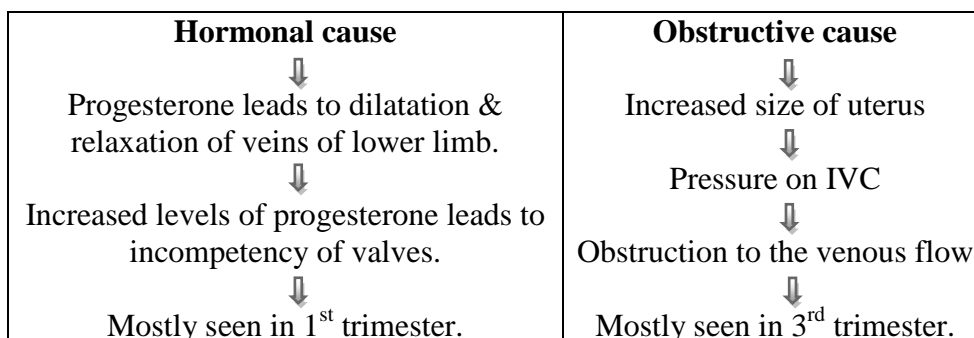 Hormonal cause
⇩
Progesterone leads to dilatation &
relaxation of veins of lower limb.
⇩
Increased levels of progesterone leads to
incompetency of valves.
⇩
Mostly seen in 1st trimester.
Obstructive cause
⇩
Increased size of uterus
⇩
Pressure on IVC
⇩
Obstruction to the venous flow
⇩
Mostly seen in 3rd trimester.